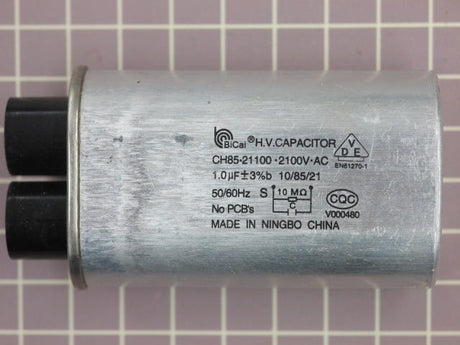 BiCai ®H.V.CAPACITOR
VDE
CH85-21100·2100V·AC EN61270-1
1.0μF±3%b 10/85/21
50/60Hz S 10 MΩ CQC
C
No PCB's V000480
MADE IN NINGBO CHINA